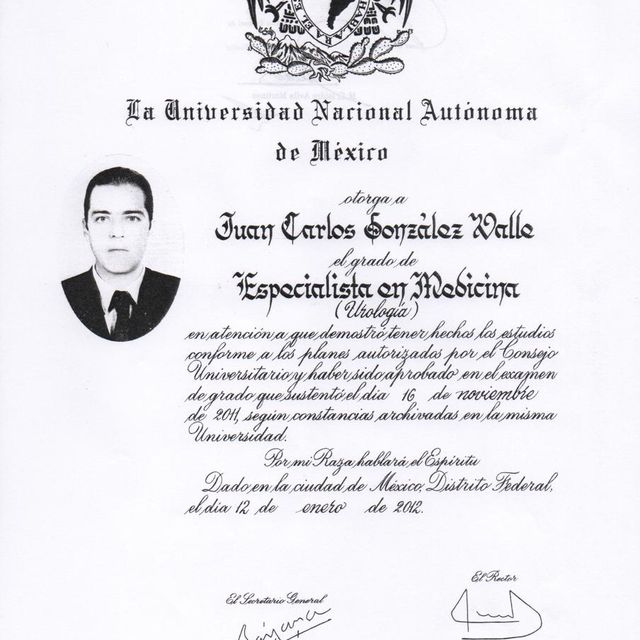 HABLARA EL E
La Universidad Nacional Autónoma
de México
otorga a
Juan Carlos González Valle
el grado de
Especialista en Medicina
(Urología)
en atención a que demostró tener hechos los estudios
conforme a los planes autorizados por el Consejo
Universitario y haber sido aprobado en el examen
de grado que sustentó el día 16 de noviembre
de 2011, según constancias archivadas en la misma
Universidad.
Por mi Raza hablará el Espíritu
Dado en la ciudad de México, Distrito Federal,
el día 12 de enero de 2012.
El Rector
El Secretario General